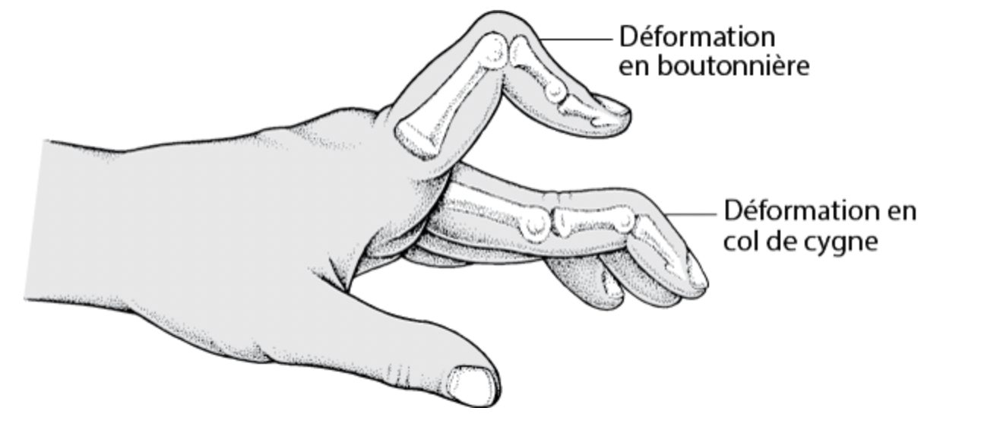 Déformation
en boutonnière
Déformation en
col de cygne